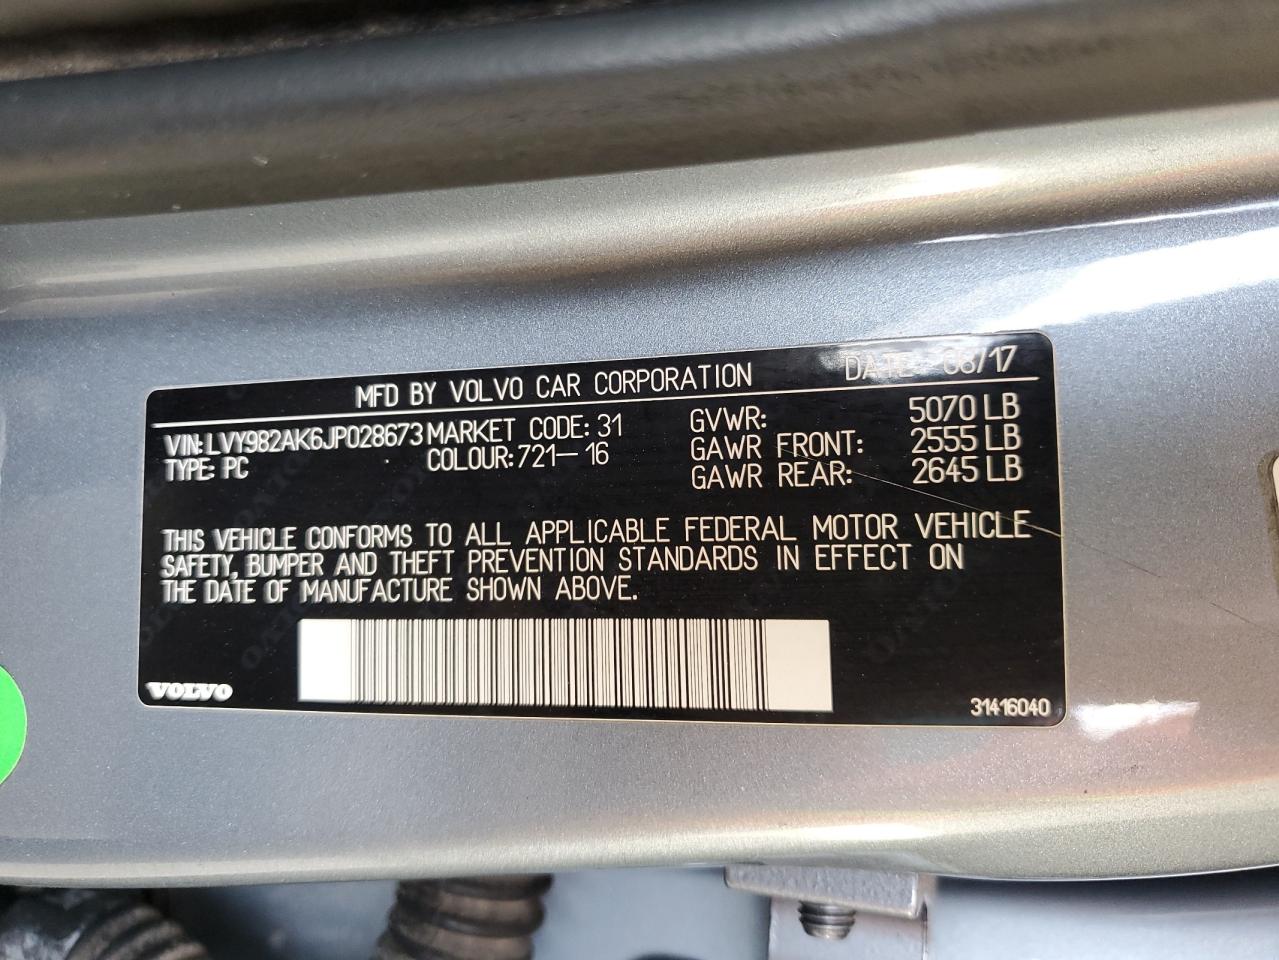 MFD BY VOLVO CAR CORPORATION DATE 08/17
VIN:LVY982AK6JP028673 MARKET CODE: 31 GVWR: 5070 LB
TYPE: PC COLOUR:721-16 GAWR FRONT: 2555 LB
GAWR REAR: 2645 LB
THIS VEHICLE CONFORMS TO ALL APPLICABLE FEDERAL MOTOR VEHICLE
SAFETY, BUMPER AND THEFT PREVENTION STANDARDS IN EFFECT ON
THE DATE OF MANUFACTURE SHOWN ABOVE.
VOLVO
31416040